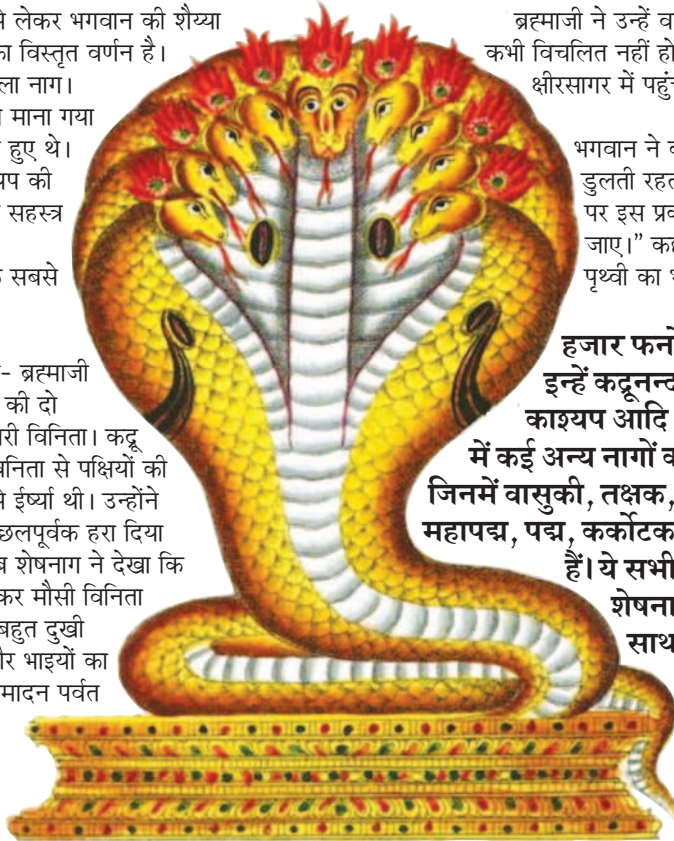 से लेकर भगवान की शैय्या
का विस्तृत वर्णन है।
ला नाग।
माना गया
हुए थे।
यप की
सहस्त्र
सबसे
- ब्रह्माजी
की दो
री विनिता। कद्रू
विनिता से पक्षियों की
से ईर्ष्या थी। उन्होंने
छलपूर्वक हरा दिया
ब शेषनाग ने देखा कि
कर मौसी विनिता
बहुत दुखी
और भाइयों का
मादन पर्वत
ब्रह्माजी ने उन्हें व
कभी विचलित नहीं हो
क्षीरसागर में पहुंच
भगवान ने
डुलती रहत
पर इस प्रक
जाए।” कह
पृथ्वी का भ
हजार फनों
इन्हें कद्रूनन्द
काश्यप आदि
में कई अन्य नागों क
जिनमें वासुकी, तक्षक,
महापद्म, पद्म, कर्कोटक
हैं। ये सभी
शेषना
साथ